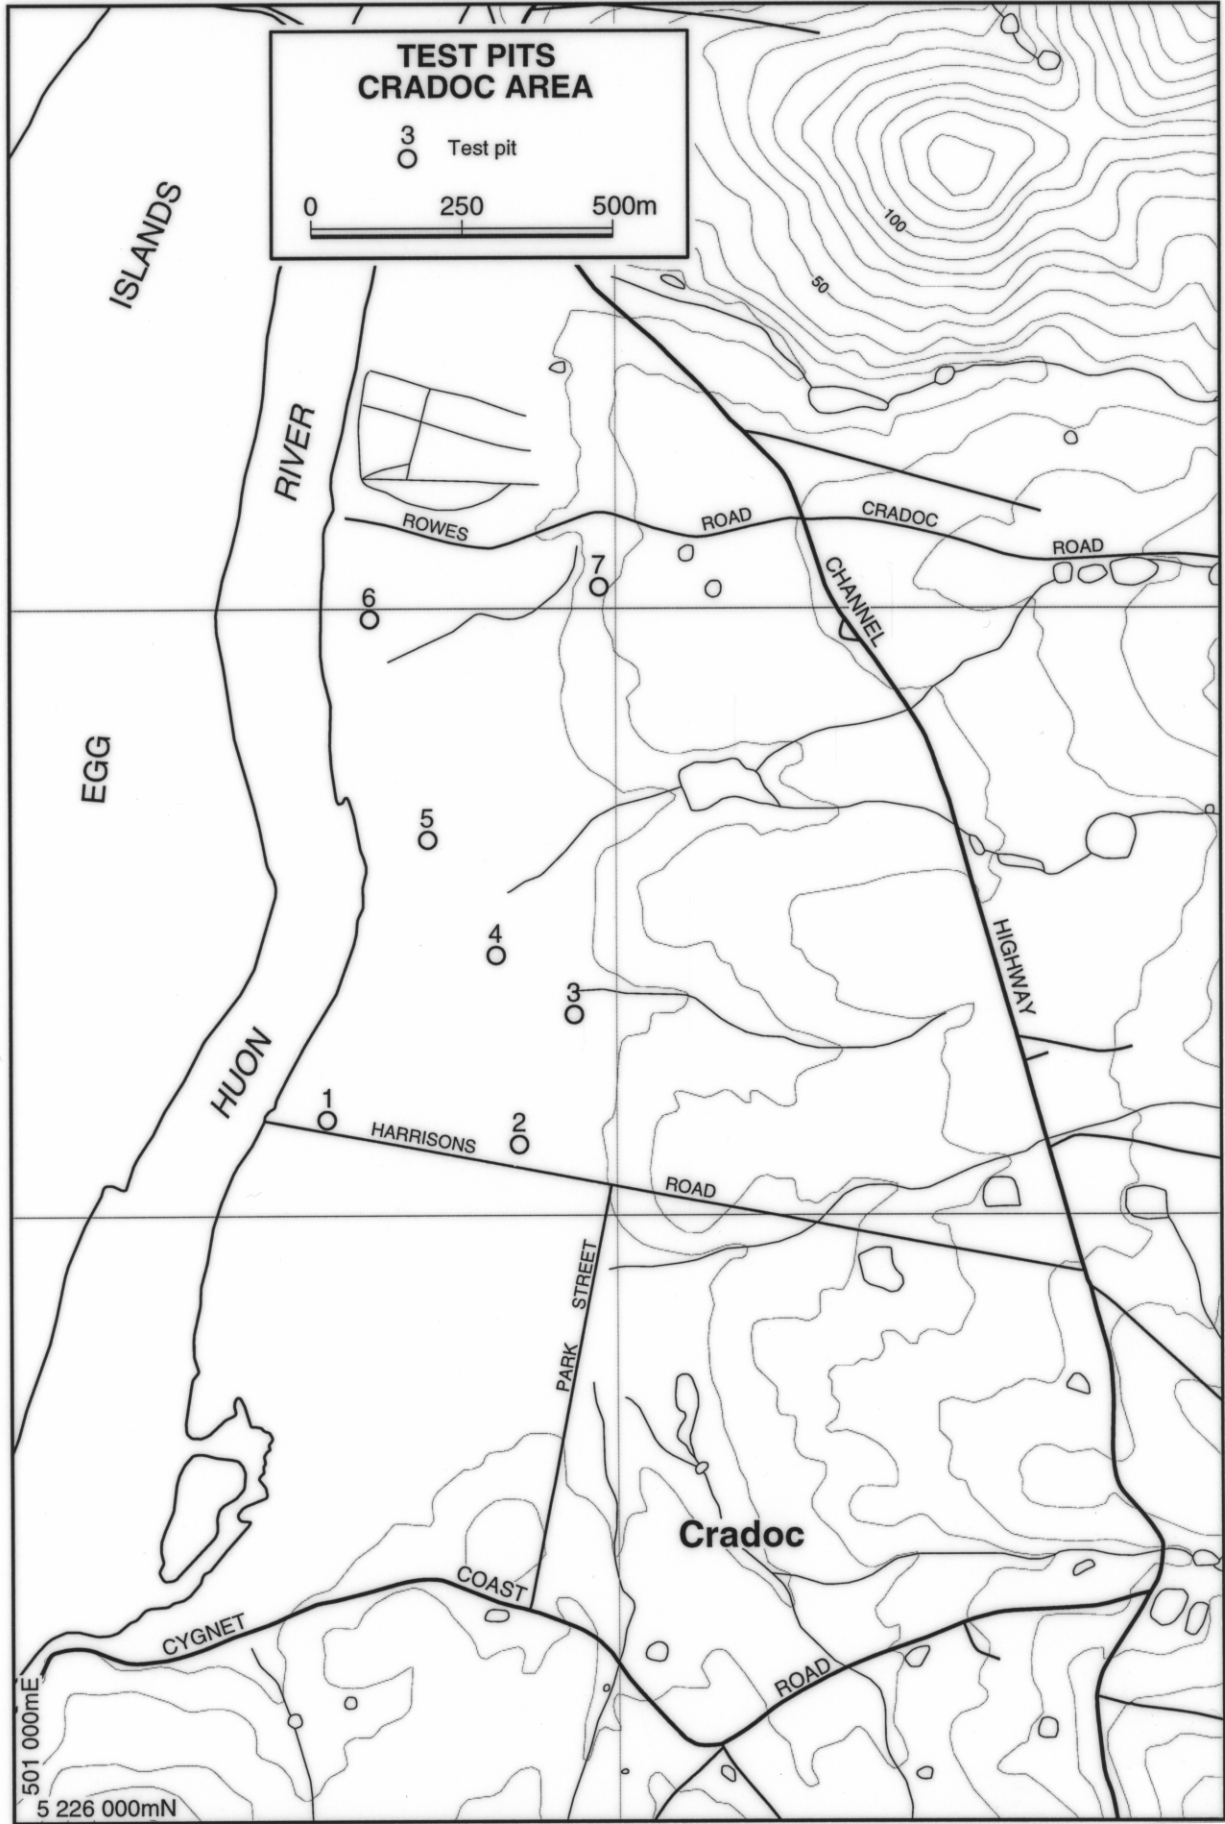 TEST PITS
CRADOC AREA
3
Test pit
0 250 500m
ISLANDS
100
50
RIVER
ROWES
ROAD
CRADOC
ROAD
7
CHANNEL
6
EGG
5
4
HIGHWAY
3
HUON
1
2
HARRISONS
ROAD
STREET
PARK
Cradoc
COAST
CYGNET
ROAD
501 000mE
5 226 000mN